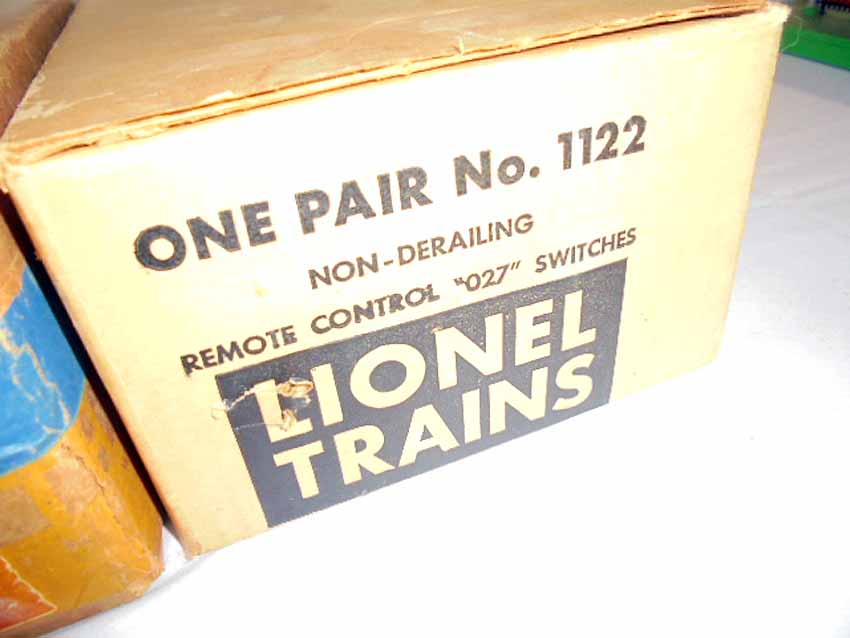 ONE PAIR No. 1122
NON-DERAILING
REMOTE CONTROL "027" SWITCHES
LIONEL
TRAINS